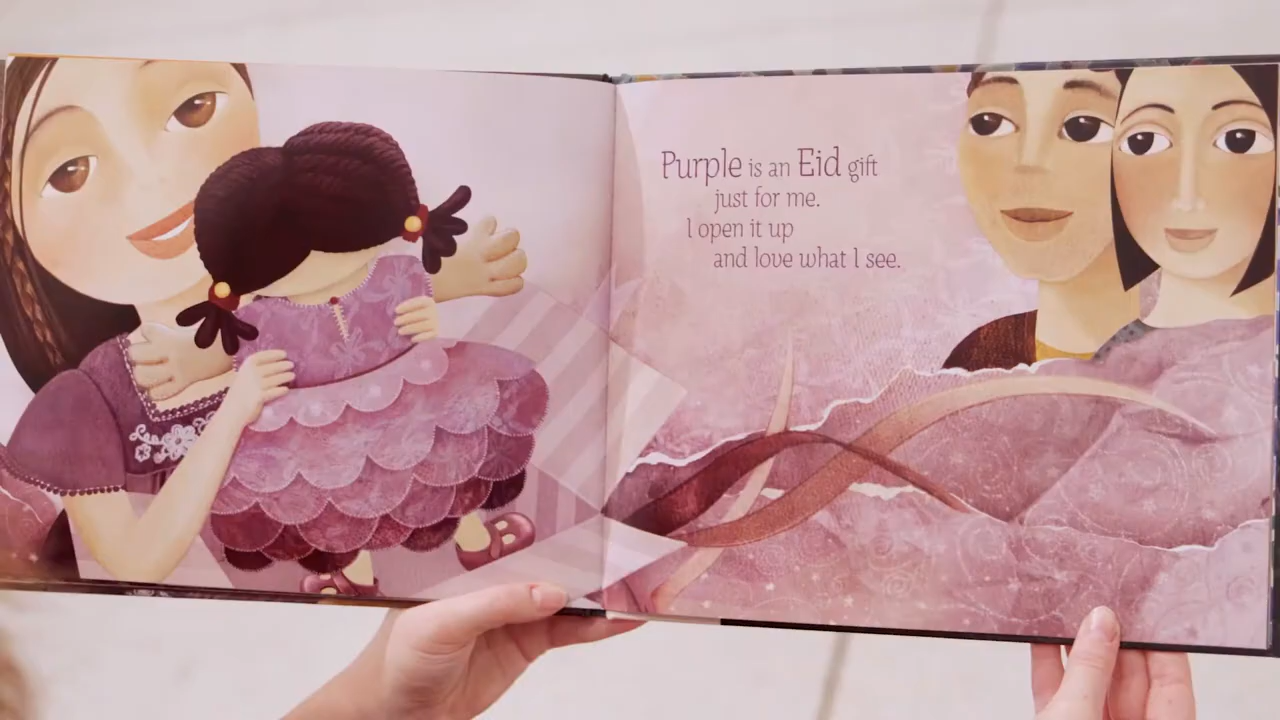 Purple is an Eid gift
just for me.
I open it up
and love what I see.